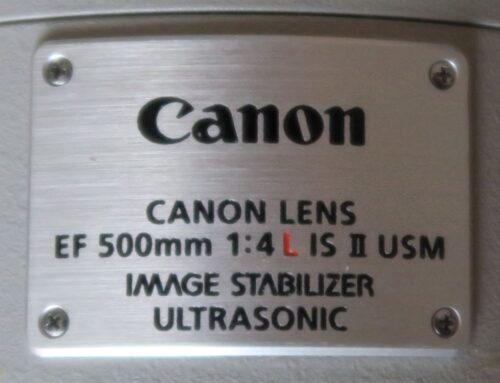 Canon
CANON LENS
EF 500mm 1:4 L IS II USM
IMAGE STABILIZER
ULTRASONIC